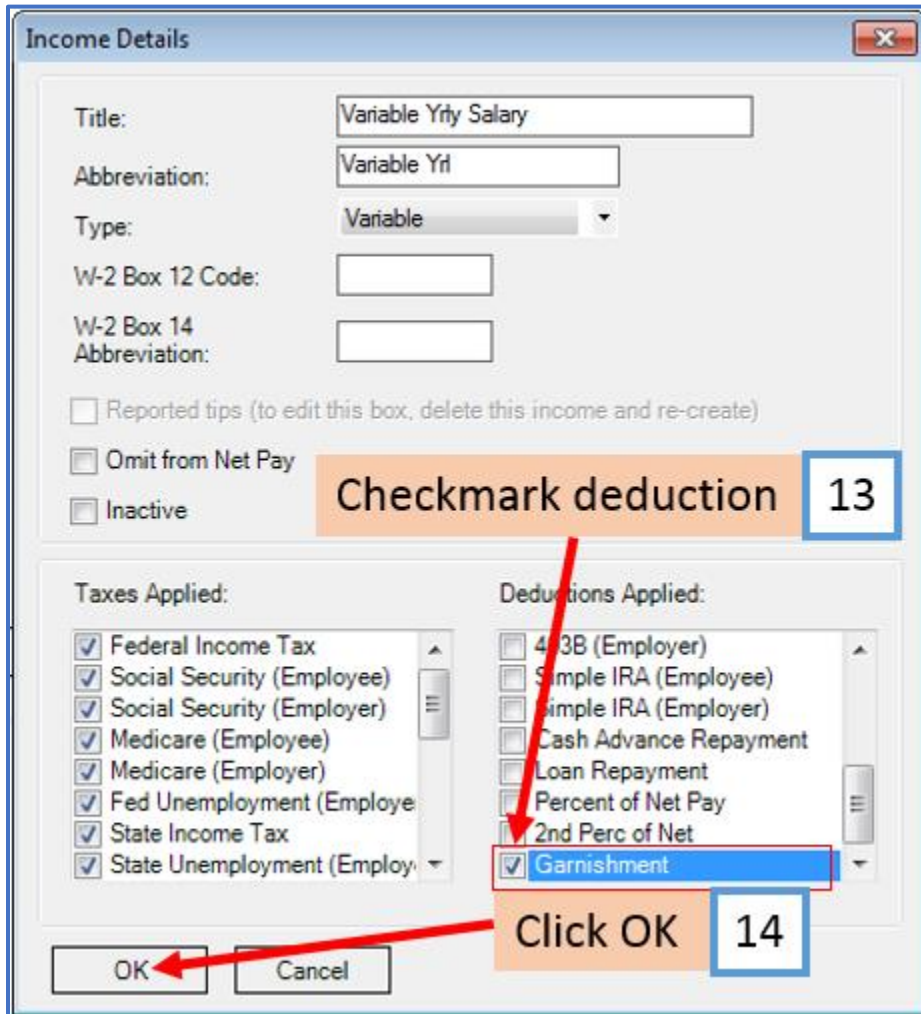 Income Details
Title:
Variable Yrly Salary
Abbreviation:
Variable Yrl
Type:
Variable
W-2 Box 12 Code:
W-2 Box 14
Abbreviation:
Reported tips (to edit this box, delete this income and re-create)
Omit from Net Pay
Inactive
Checkmark deduction 13
Taxes Applied:
Federal Income Tax
Social Security (Employee)
Social Security (Employer)
Medicare (Employee)
Medicare (Employer)
Fed Unemployment (Employe
State Income Tax
State Unemployment (Employ
Deductions Applied:
403B (Employer)
Simple IRA (Employee)
Simple IRA (Employer)
Cash Advance Repayment
Loan Repayment
Percent of Net Pay
2nd Perc of Net
Garnishment
Click OK 14
OK
Cancel